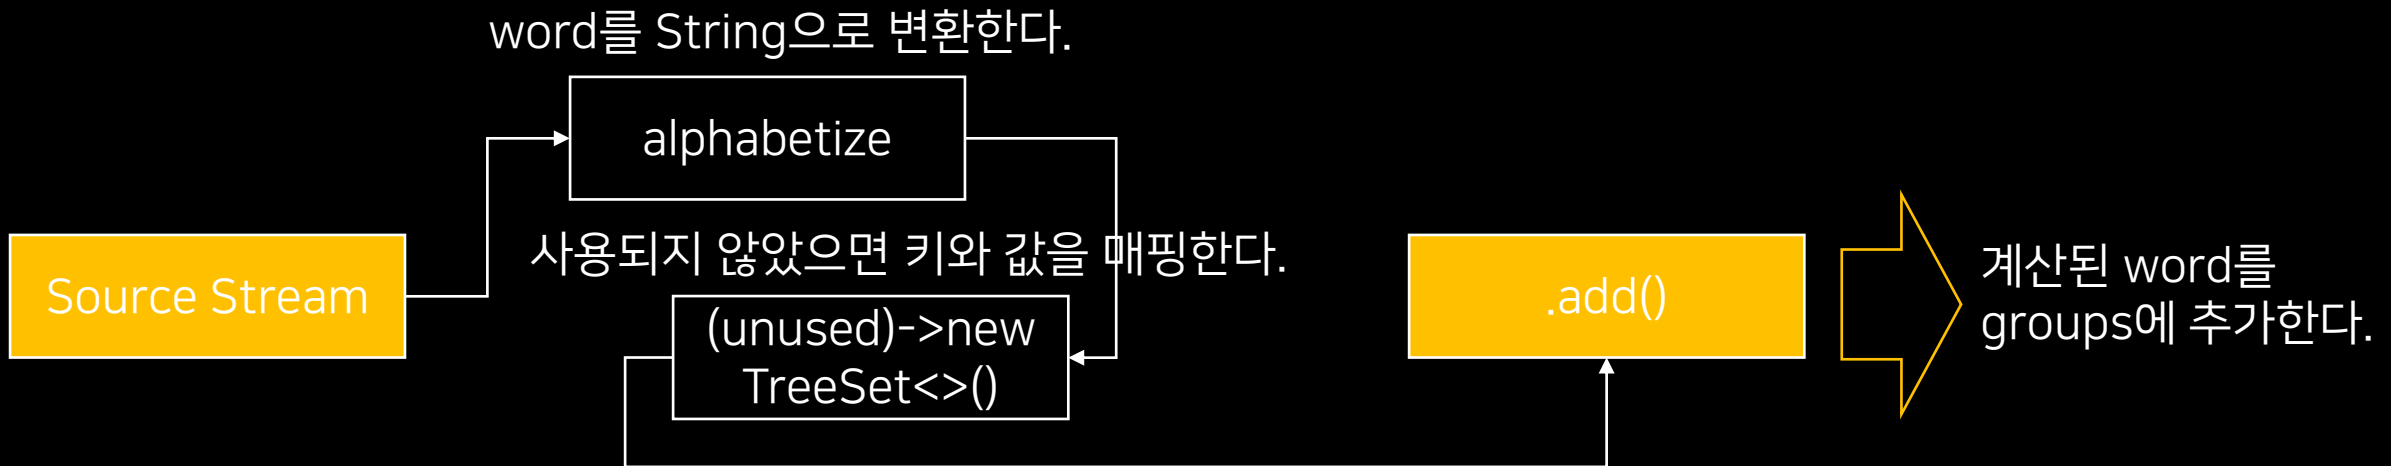 word를 String으로 변환한다.
alphabetize
사용되지 않았으면 키와 값을 매핑한다.
Source Stream
(unused)->new
TreeSet<>()
.add()
계산된 word를
groups에 추가한다.